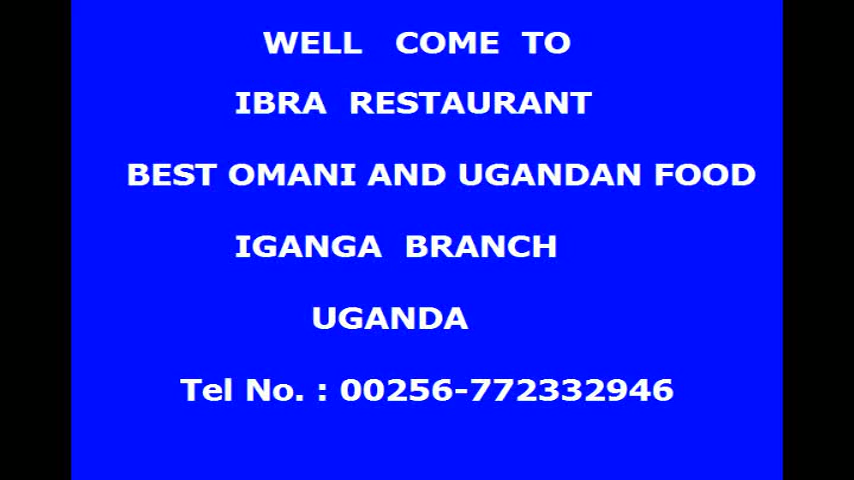 WELL COME TO
IBRA RESTAURANT
BEST OMANI AND UGANDAN FOOD
IGANGA BRANCH
UGANDA
Tel No. : 00256-772332946